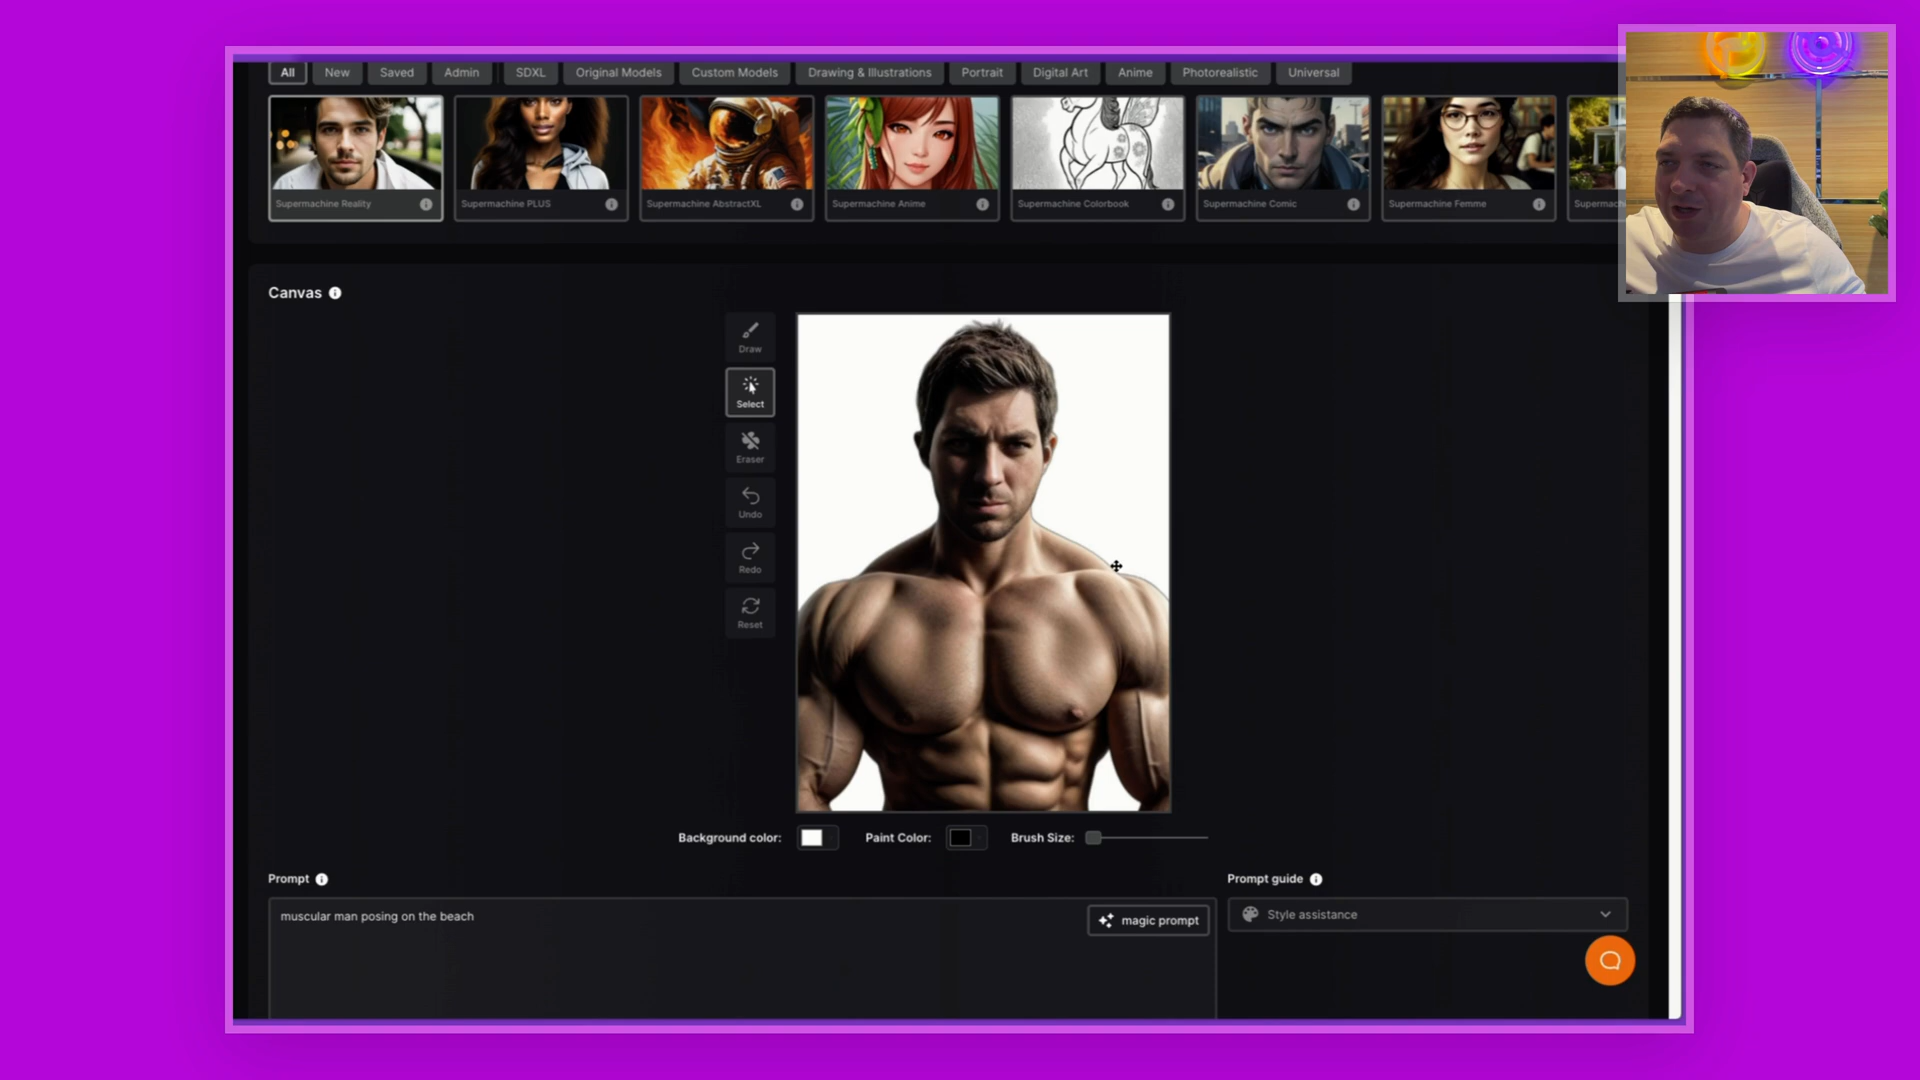 All New Saved Admin SDXL Original Models Custom Models Drawing & Illustrations Portrait Digital Art Anime Photorealistic Universal
Supermachine Reality Supermachine PLUS Supermachine AbstractXL Supermachine Anime Supermachine Colorbook Supermachine Comic Supermachine Femme
Canvas
Draw
Select
Eraser
Undo
Redo
Reset
Background color: Paint Color: Brush Size:
Prompt
Prompt guide
muscular man posing on the beach
magic prompt
Style assistance